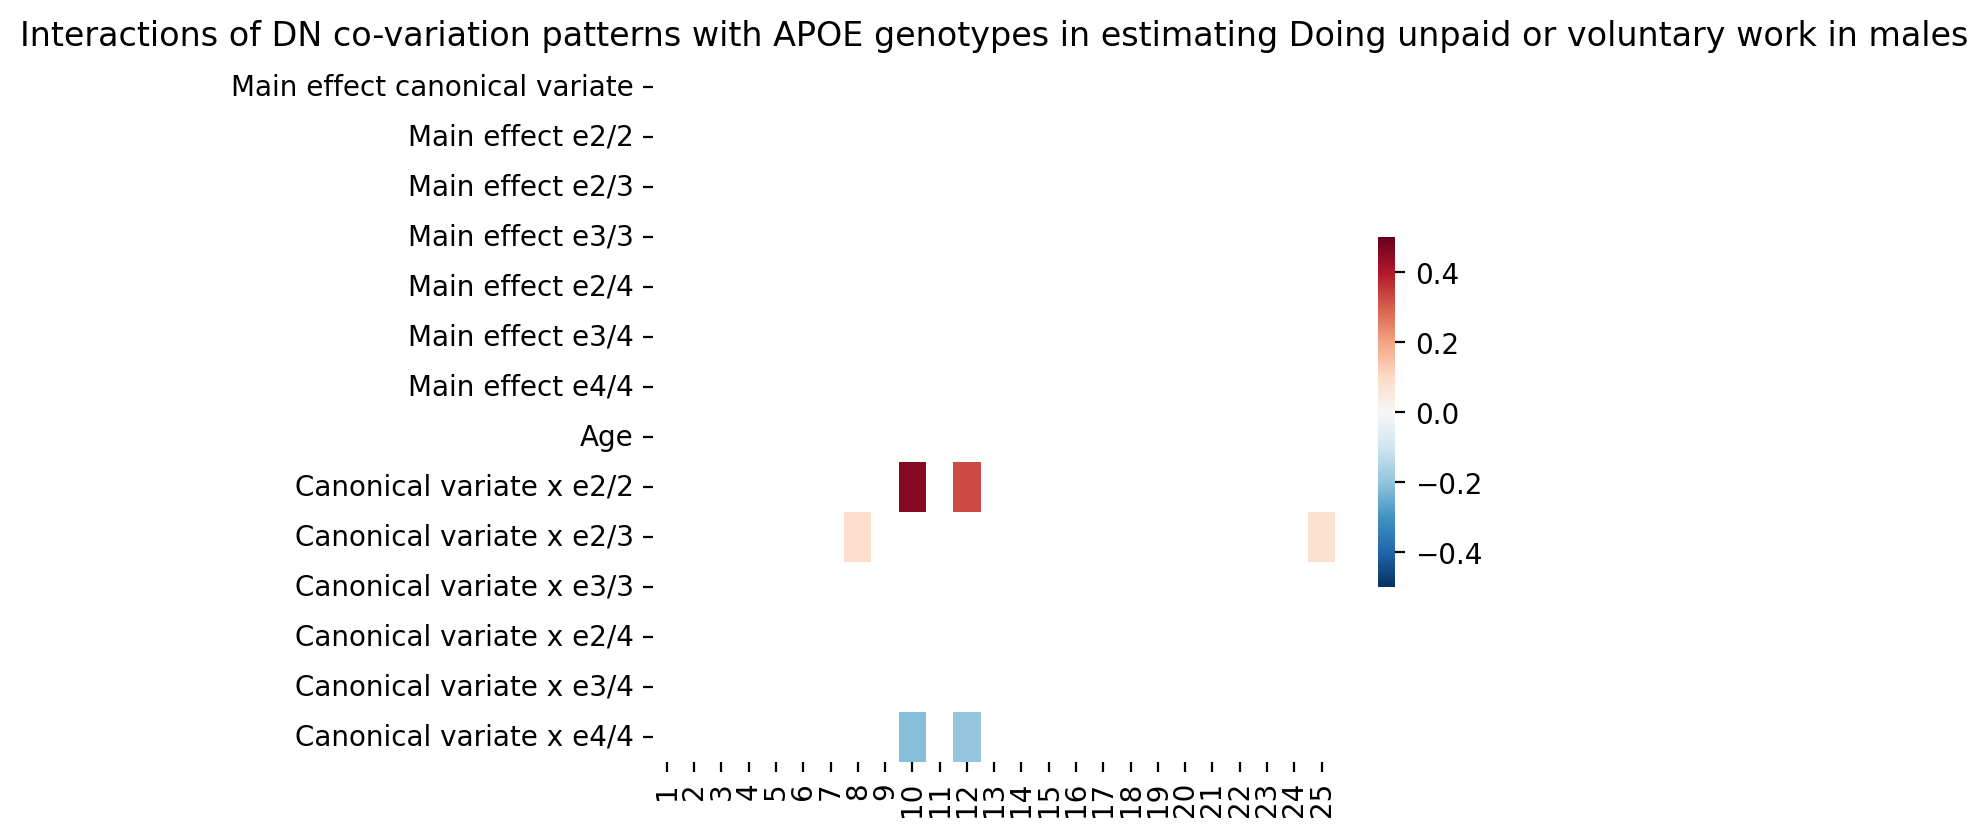 Interactions of DN co-variation patterns with APOE genotypes in estimating Doing unpaid or voluntary work in males
Main effect canonical variate
Main effect e2/2
Main effect e2/3
Main effect e3/3
Main effect e2/4
Main effect e3/4
Main effect e4/4
Age
Canonical variate x e2/2
Canonical variate x e2/3
Canonical variate x e3/3
Canonical variate x e2/4
Canonical variate x e3/4
Canonical variate x e4/4
1 2 3 4 5 6 7 8 9 10 11 12 13 14 15 16 17 18 19 20 21 22 23 24 25
0.4
0.2
0.0
−0.2
−0.4